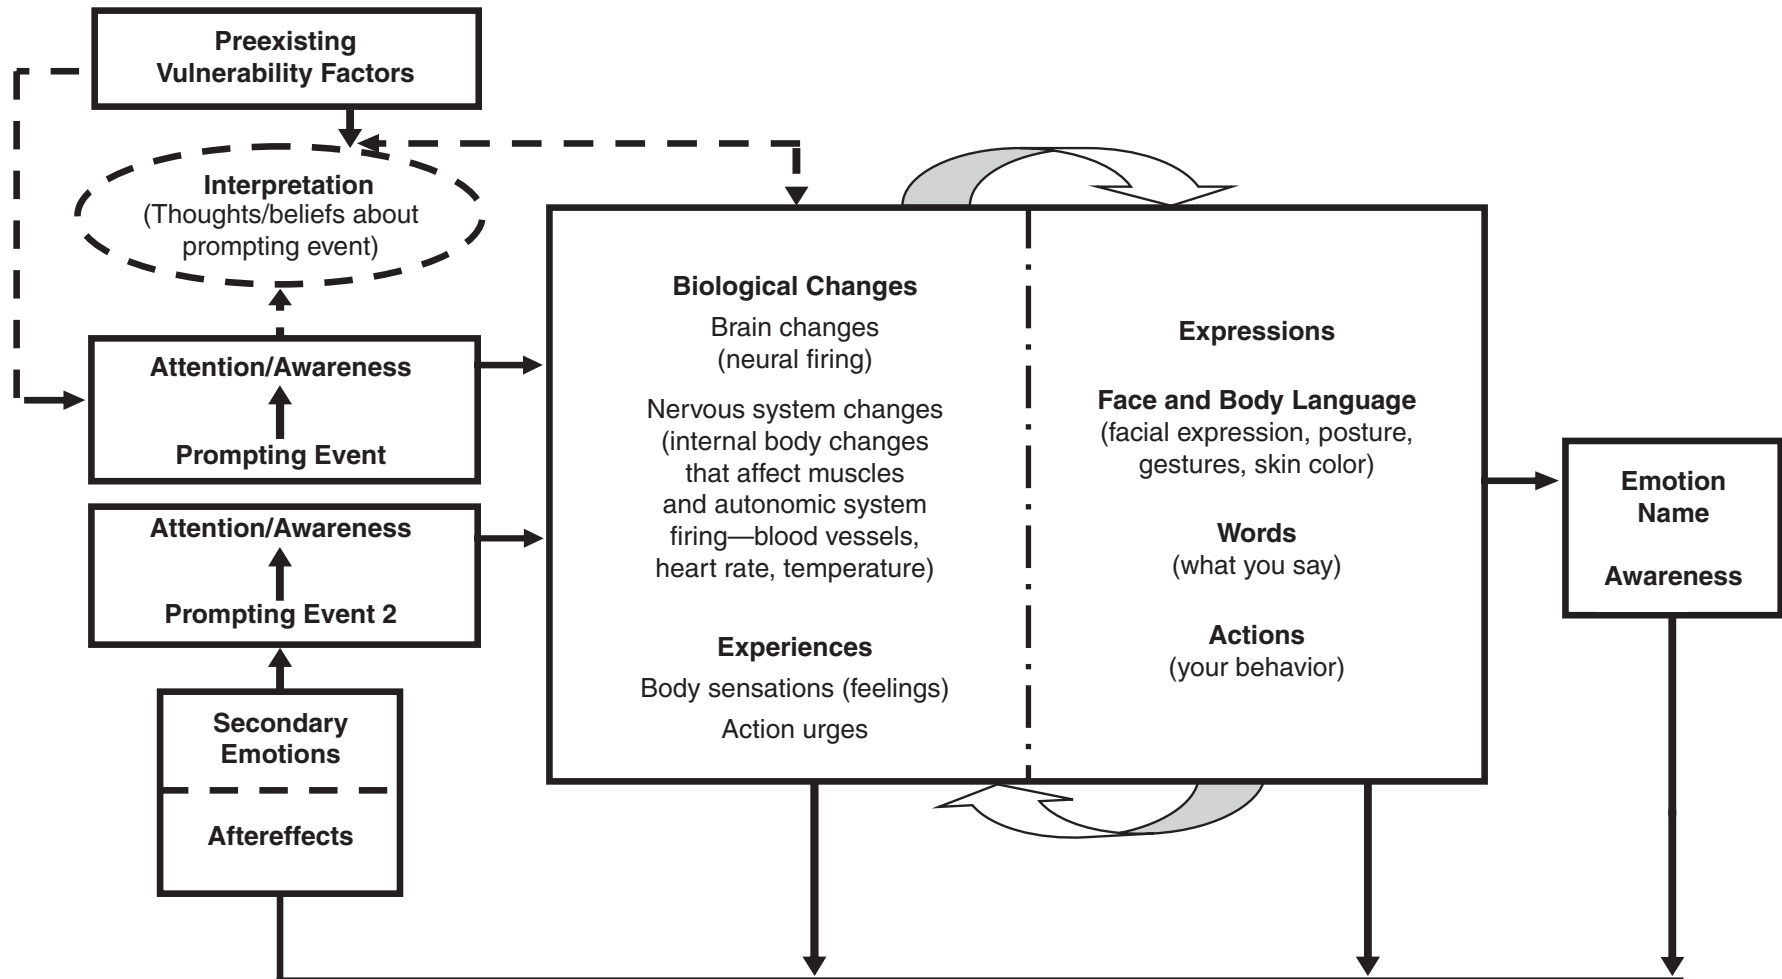 Preexisting
Vulnerability Factors
Interpretation
(Thoughts/beliefs about
prompting event)
Attention/Awareness
Prompting Event
Attention/Awareness
Prompting Event 2
Secondary
Emotions
Aftereffects
Biological Changes
Brain changes
(neural firing)
Nervous system changes
(internal body changes
that affect muscles
and autonomic system
firing—blood vessels,
heart rate, temperature)
Experiences
Body sensations (feelings)
Action urges
Expressions
Face and Body Language
(facial expression, posture,
gestures, skin color)
Words
(what you say)
Actions
(your behavior)
Emotion
Name
Awareness